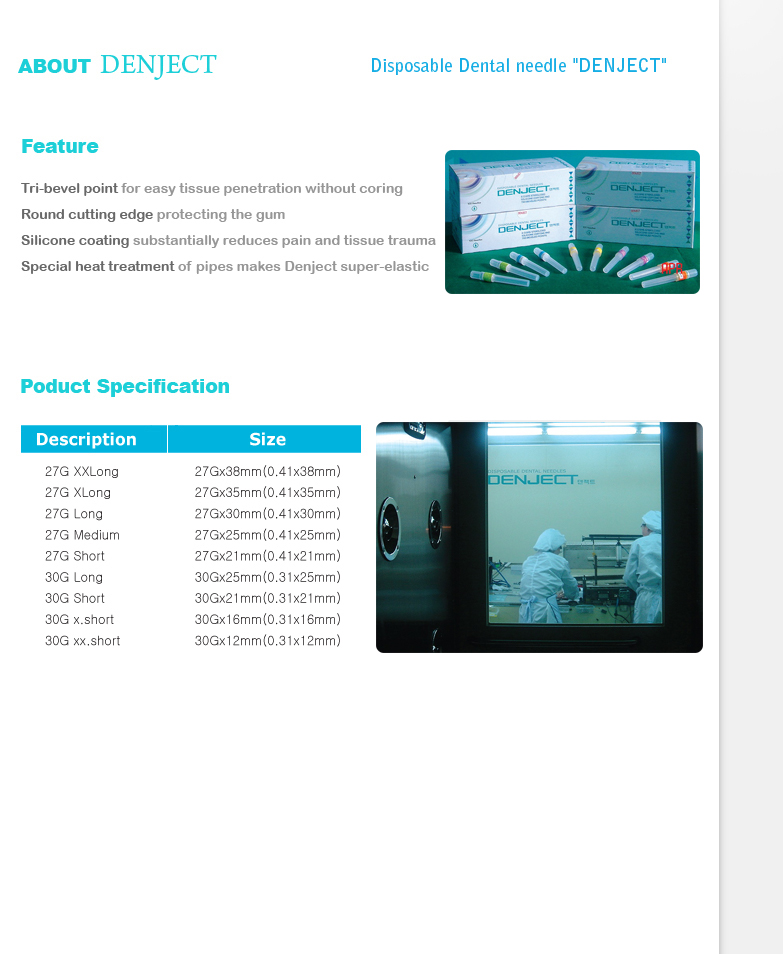 ABOUT DENJECT
Disposable Dental needle "DENJECT"
Feature
Tri-bevel point for easy tissue penetration without coring
Round cutting edge protecting the gum
Silicone coating substantially reduces pain and tissue trauma
Special heat treatment of pipes makes Denject super-elastic
DENJECT
DENJECT
DENJECT
DENJECT
Poduct Specification
Description Size
27G XXLong 27Gx38mm(0.41x38mm)
27G XLong 27Gx35mm(0.41x35mm)
27G Long 27Gx30mm(0.41x30mm)
27G Medium 27Gx25mm(0.41x25mm)
27G Short 27Gx21mm(0.41x21mm)
30G Long 30Gx25mm(0.31x25mm)
30G Short 30Gx21mm(0.31x21mm)
30G x.short 30Gx16mm(0.31x16mm)
30G xx.short 30Gx12mm(0.31x12mm)
DISPOSABLE DENTAL NEEDLES
DENJECT 덴젝트